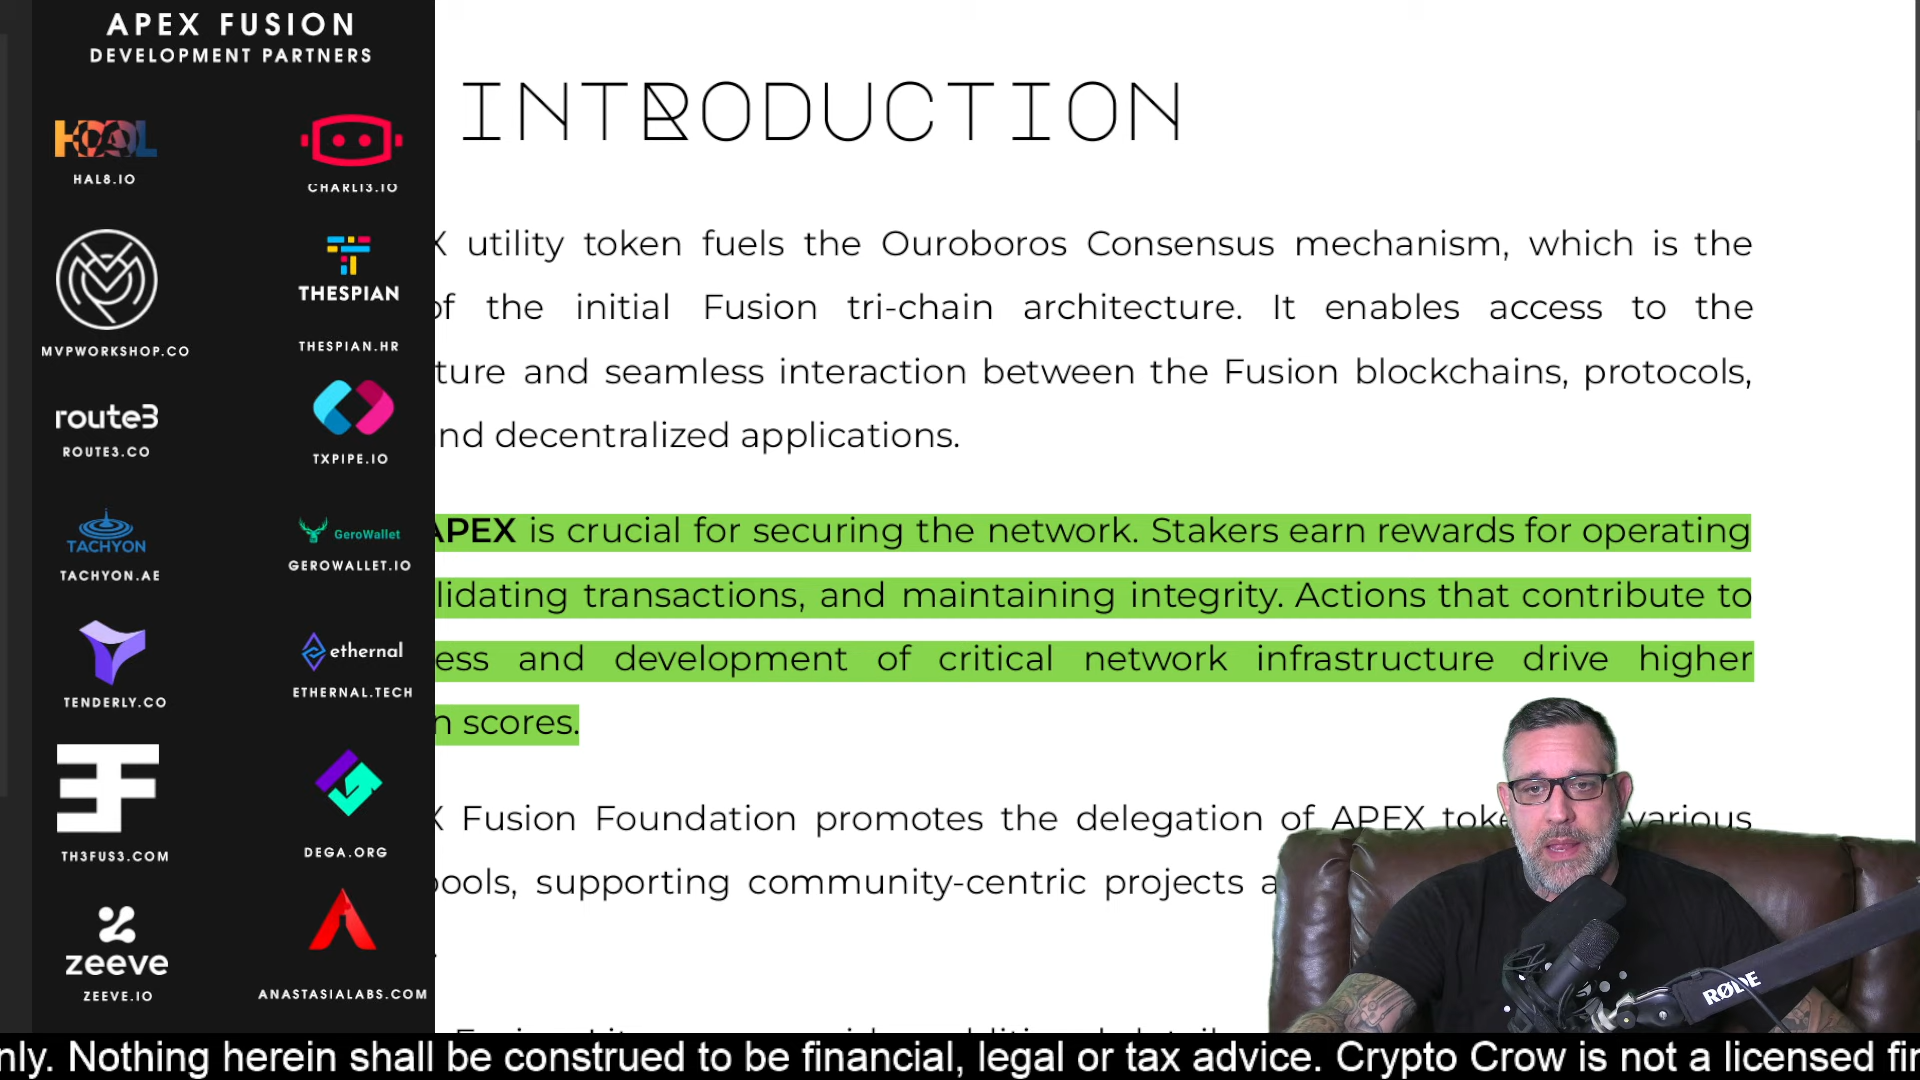 APEX FUSION
DEVELOPMENT PARTNERS
HAL8.IO
CHARLI3.IO
MVPWORKSHOP.CO
THESPIAN
THESPIAN.HR
route3
ROUTE3.CO
TXPIPE.IO
TACHYON
TACHYON.AE
GeroWallet
GEROWALLET.IO
TENDERLY.CO
ethernal
ETHERNAL.TECH
TH3FUS3.COM
DEGA.ORG
zeeve
ZEEVE.IO
ANASTASIALABS.COM
INTRODUCTION
X utility token fuels the Ouroboros Consensus mechanism, which is the
of the initial Fusion tri-chain architecture. It enables access to the
ture and seamless interaction between the Fusion blockchains, protocols,
nd decentralized applications.
APEX is crucial for securing the network. Stakers earn rewards for operating
lidating transactions, and maintaining integrity. Actions that contribute to
ess and development of critical network infrastructure drive higher
n scores.
X Fusion Foundation promotes the delegation of APEX toke various
pools, supporting community-centric projects a
RØDE
nly. Nothing herein shall be construed to be financial, legal or tax advice. Crypto Crow is not a licensed fi